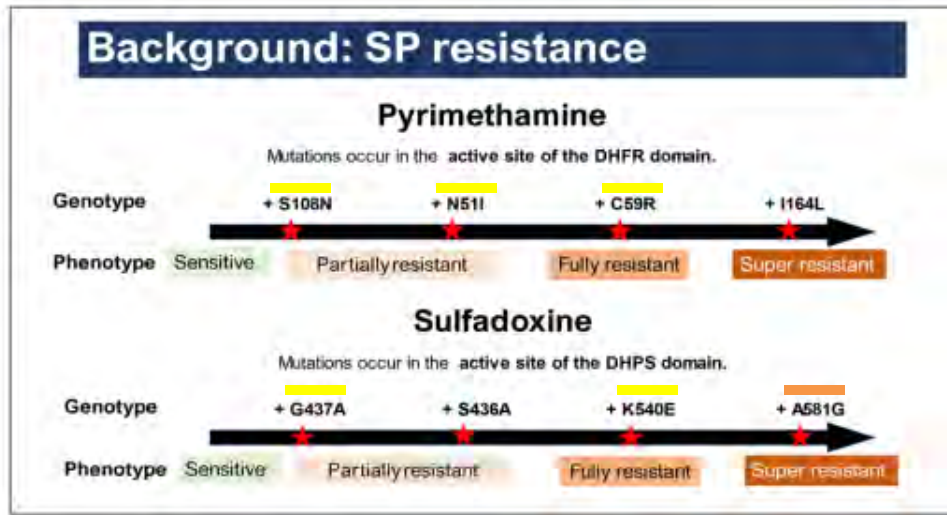 Background: SP resistance
Pyrimethamine
Mutations occur in the active site of the DHFR domain.
Genotype + S108N + N51I + C59R + I164L
Phenotype Sensitive Partially resistant Fully resistant Super resistant
Sulfadoxine
Mutations occur in the active site of the DHPS domain.
Genotype + G437A + S436A + K540E + A581G
Phenotype Sensitive Partially resistant Fully resistant Super resistant